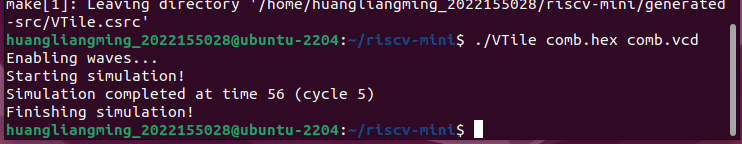 make[1]: Leaving directory '/home/huangliangming_2022155028/riscv-mini/generated
-src/VTile.csrc'
huangliangming_2022155028@ubuntu-2204:~/riscv-mini$ ./VTile comb.hex comb.vcd
Enabling waves...
Starting simulation!
Simulation completed at time 56 (cycle 5)
Finishing simulation!
huangliangming_2022155028@ubuntu-2204:~/riscv-mini$